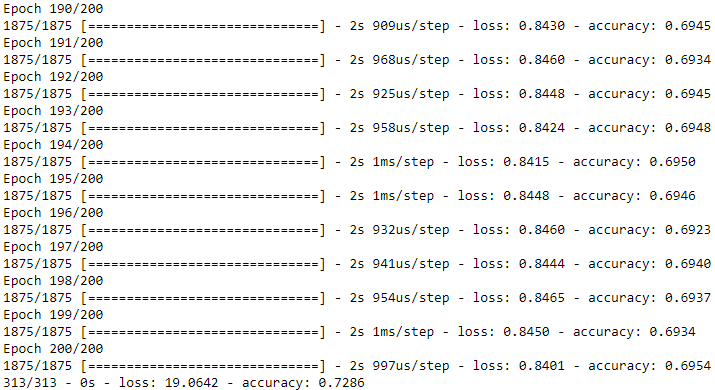 Epoch 190/200
1875/1875 [==============================] - 2s 909us/step - loss: 0.8430 - accuracy: 0.6945
Epoch 191/200
1875/1875 [==============================] - 2s 968us/step - loss: 0.8460 - accuracy: 0.6934
Epoch 192/200
1875/1875 [==============================] - 2s 925us/step - loss: 0.8448 - accuracy: 0.6945
Epoch 193/200
1875/1875 [==============================] - 2s 958us/step - loss: 0.8424 - accuracy: 0.6948
Epoch 194/200
1875/1875 [==============================] - 2s 1ms/step - loss: 0.8415 - accuracy: 0.6950
Epoch 195/200
1875/1875 [==============================] - 2s 1ms/step - loss: 0.8448 - accuracy: 0.6946
Epoch 196/200
1875/1875 [==============================] - 2s 932us/step - loss: 0.8460 - accuracy: 0.6923
Epoch 197/200
1875/1875 [==============================] - 2s 941us/step - loss: 0.8444 - accuracy: 0.6940
Epoch 198/200
1875/1875 [==============================] - 2s 954us/step - loss: 0.8465 - accuracy: 0.6937
Epoch 199/200
1875/1875 [==============================] - 2s 1ms/step - loss: 0.8450 - accuracy: 0.6934
Epoch 200/200
1875/1875 [==============================] - 2s 997us/step - loss: 0.8401 - accuracy: 0.6954
313/313 - 0s - loss: 19.0642 - accuracy: 0.7286